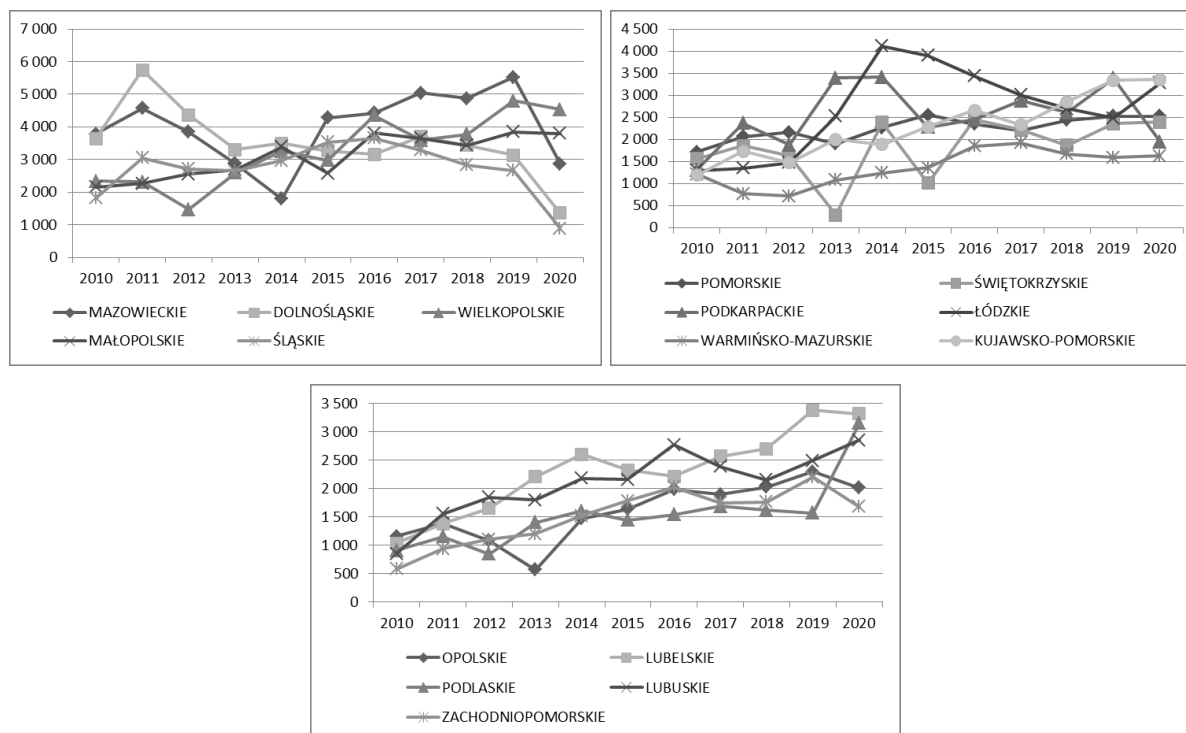 7 000
6 000
5 000
4 000
3 000
2 000
1 000
0
2010 2011 2012 2013 2014 2015 2016 2017 2018 2019 2020
MAZOWIECKIE DOLNOŚLĄSKIE WIELKOPOLSKIE
MAŁOPOLSKIE ŚLĄSKIE
4 500
4 000
3 500
3 000
2 500
2 000
1 500
1 000
500
0
2010 2011 2012 2013 2014 2015 2016 2017 2018 2019 2020
POMORSKIE ŚWIĘTOKRZYSKIE
PODKARPACKIE ŁÓDZKIE
WARMIŃSKO-MAZURSKIE KUJAWSKO-POMORSKIE
3 500
3 000
2 500
2 000
1 500
1 000
500
0
2010 2011 2012 2013 2014 2015 2016 2017 2018 2019 2020
OPOLSKIE LUBELSKIE
PODLASKIE LUBUSKIE
ZACHODNIOPOMORSKIE